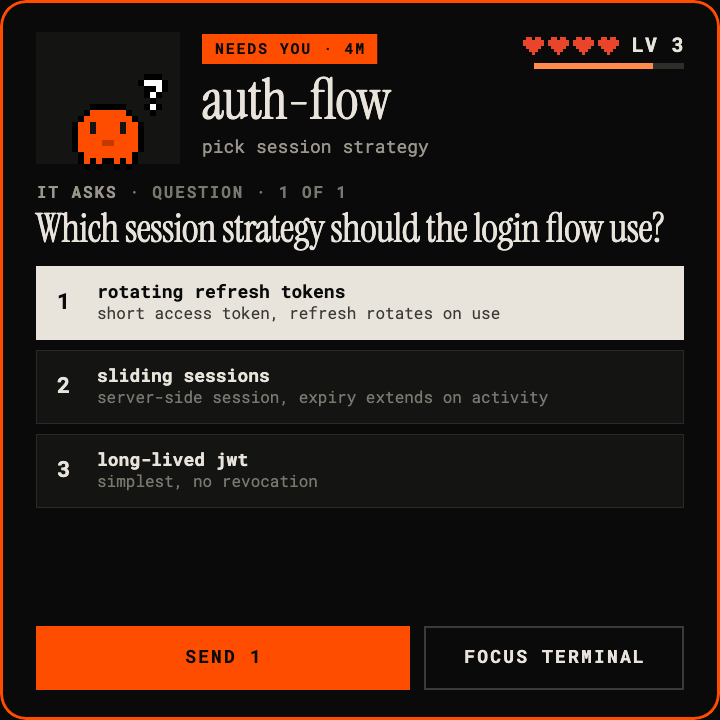 NEEDS YOU · 4M
LV 3
auth-flow
pick session strategy
IT ASKS · QUESTION · 1 OF 1
Which session strategy should the login flow use?
1 rotating refresh tokens
short access token, refresh rotates on use
2 sliding sessions
server-side session, expiry extends on activity
3 long-lived jwt
simplest, no revocation
SEND 1
FOCUS TERMINAL